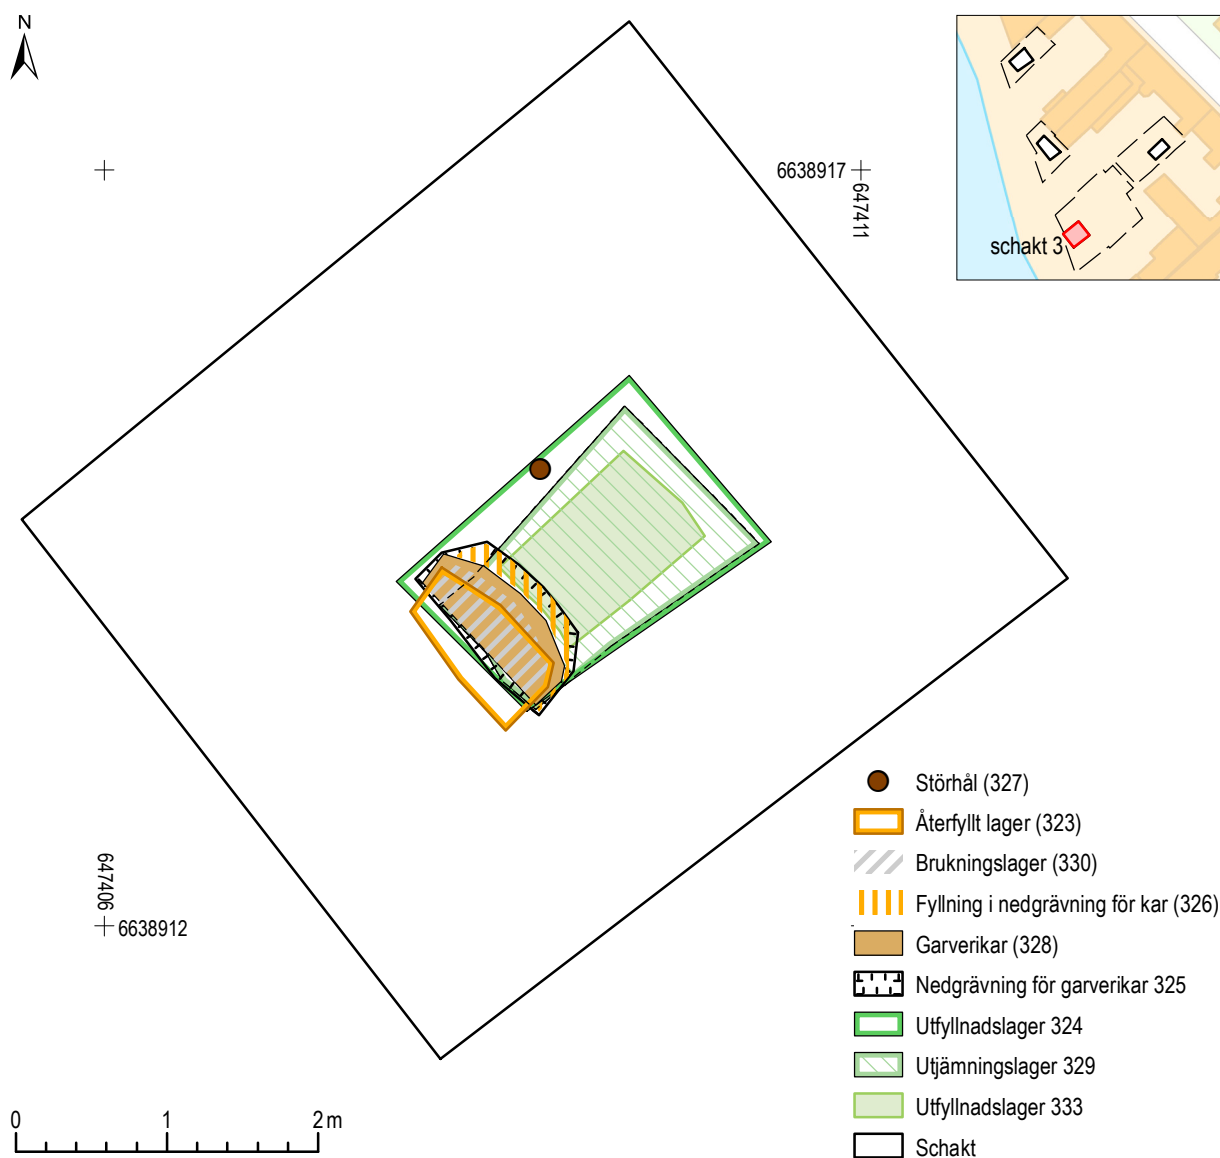 N
6638917
647411
schakt 3
647406
6638912
Störhål (327)
Återfyllt lager (323)
Brukningslager (330)
Fyllning i nedgrävning för kar (326)
Garverikar (328)
Nedgrävning för garverikar 325
Utfyllnadslager 324
Utjämningslager 329
Utfyllnadslager 333
Schakt
0 1 2 m